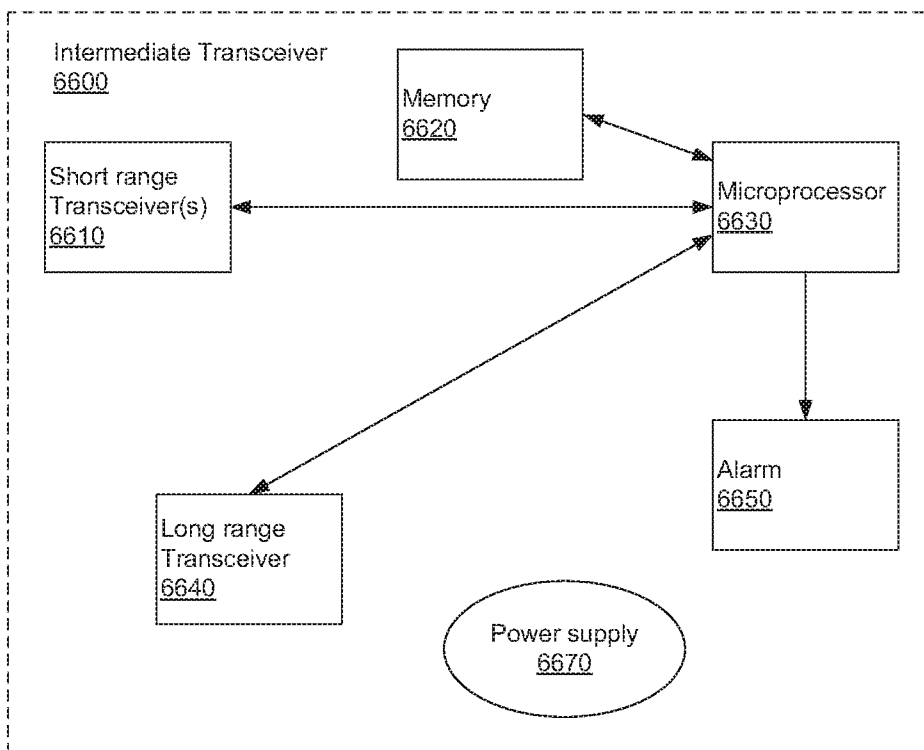 Intermediate Transceiver
6600
Memory
6620
Short range
Transceiver(s)
6610
Microprocessor
6630
Alarm
6650
Long range
Transceiver
6640
Power supply
6670